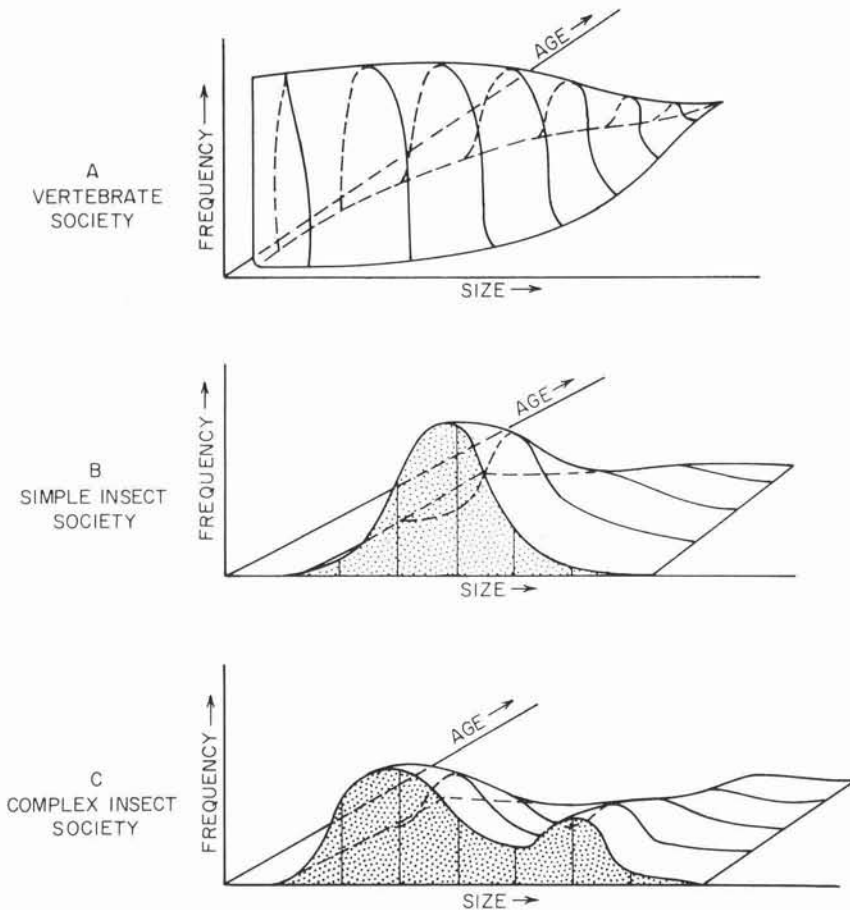 A
VERTEBRATE
SOCIETY
FREQUENCY →
AGE →
SIZE →
B
SIMPLE INSECT
SOCIETY
FREQUENCY →
AGE →
SIZE →
C
COMPLEX INSECT
SOCIETY
FREQUENCY →
AGE →
SIZE →